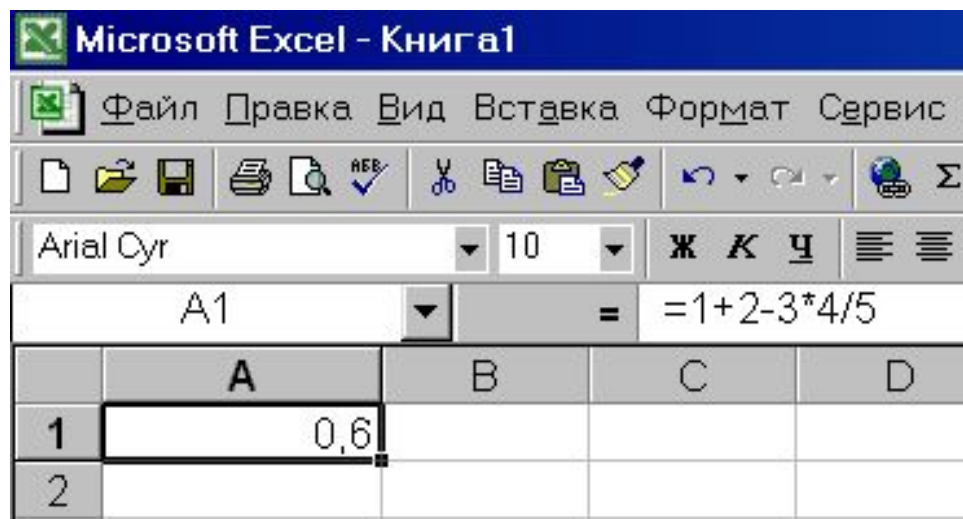 Microsoft Excel - Книга1
Файл Правка Вид Вставка Формат Сервис
АБВ Σ
Arial Cyr 10 Ж К Ч
A1 = =1+2-3*4/5
A B C D
1 0,6
2